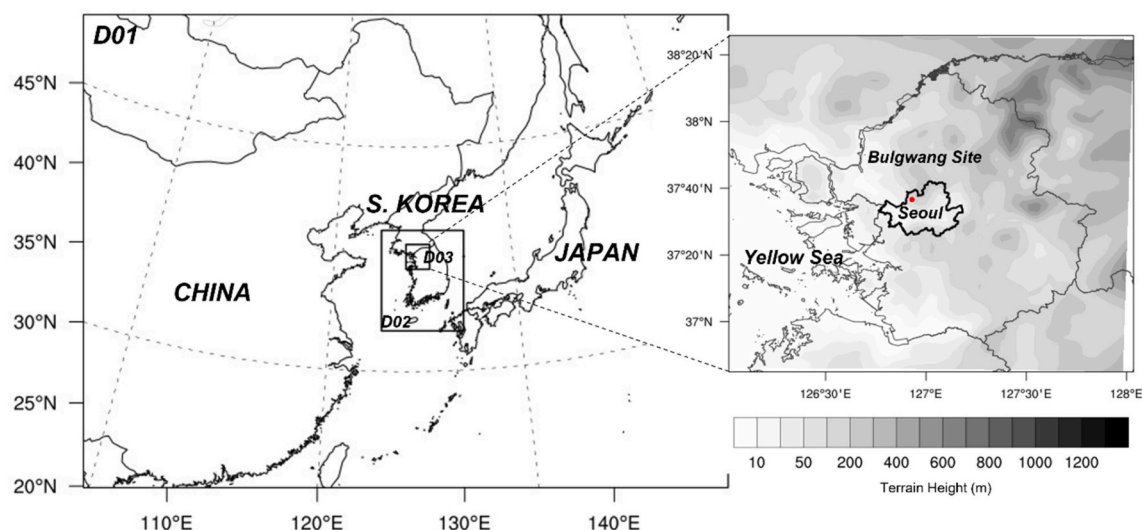 D01
45°N
40°N
35°N
30°N
25°N
20°N
110°E
120°E
130°E
140°E
S. KOREA
JAPAN
CHINA
D03
D02
38°20'N
38°N
37°40'N
37°20'N
37°N
126°30'E
127°E
127°30'E
128°E
Bulgwang Site
Seoul
Yellow Sea
10 50 200 400 600 800 1000 1200
Terrain Height (m)